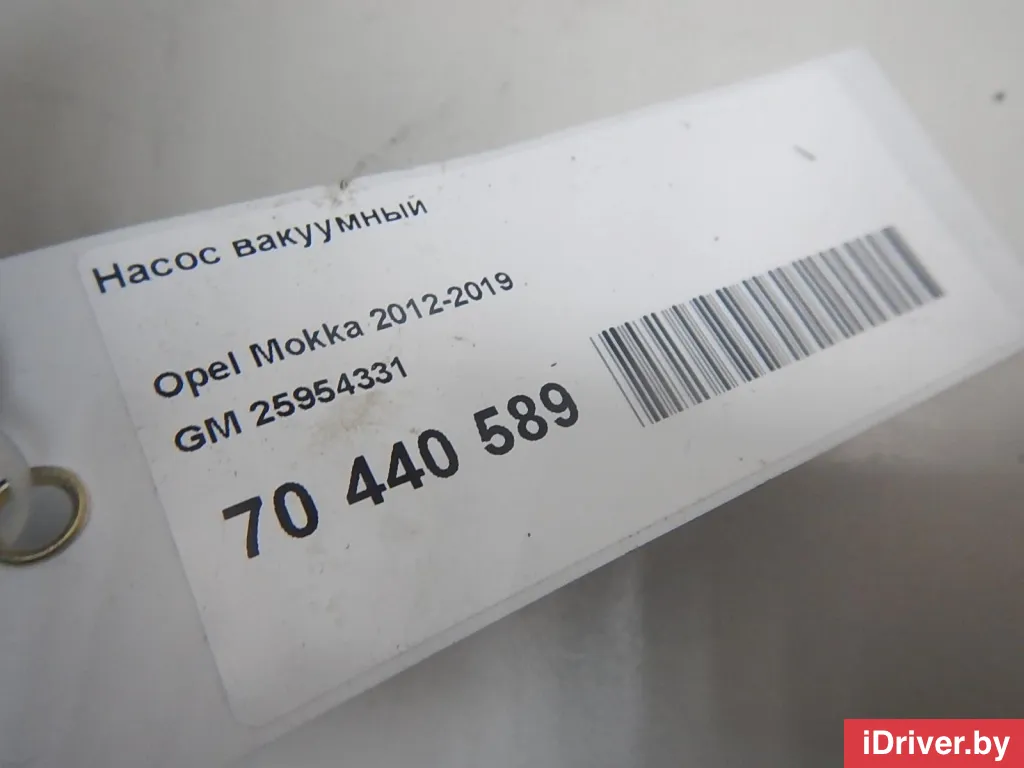 Насос вакуумный
Opel Mokka 2012-2019
GM 25954331
70 440 589
iDriver.by